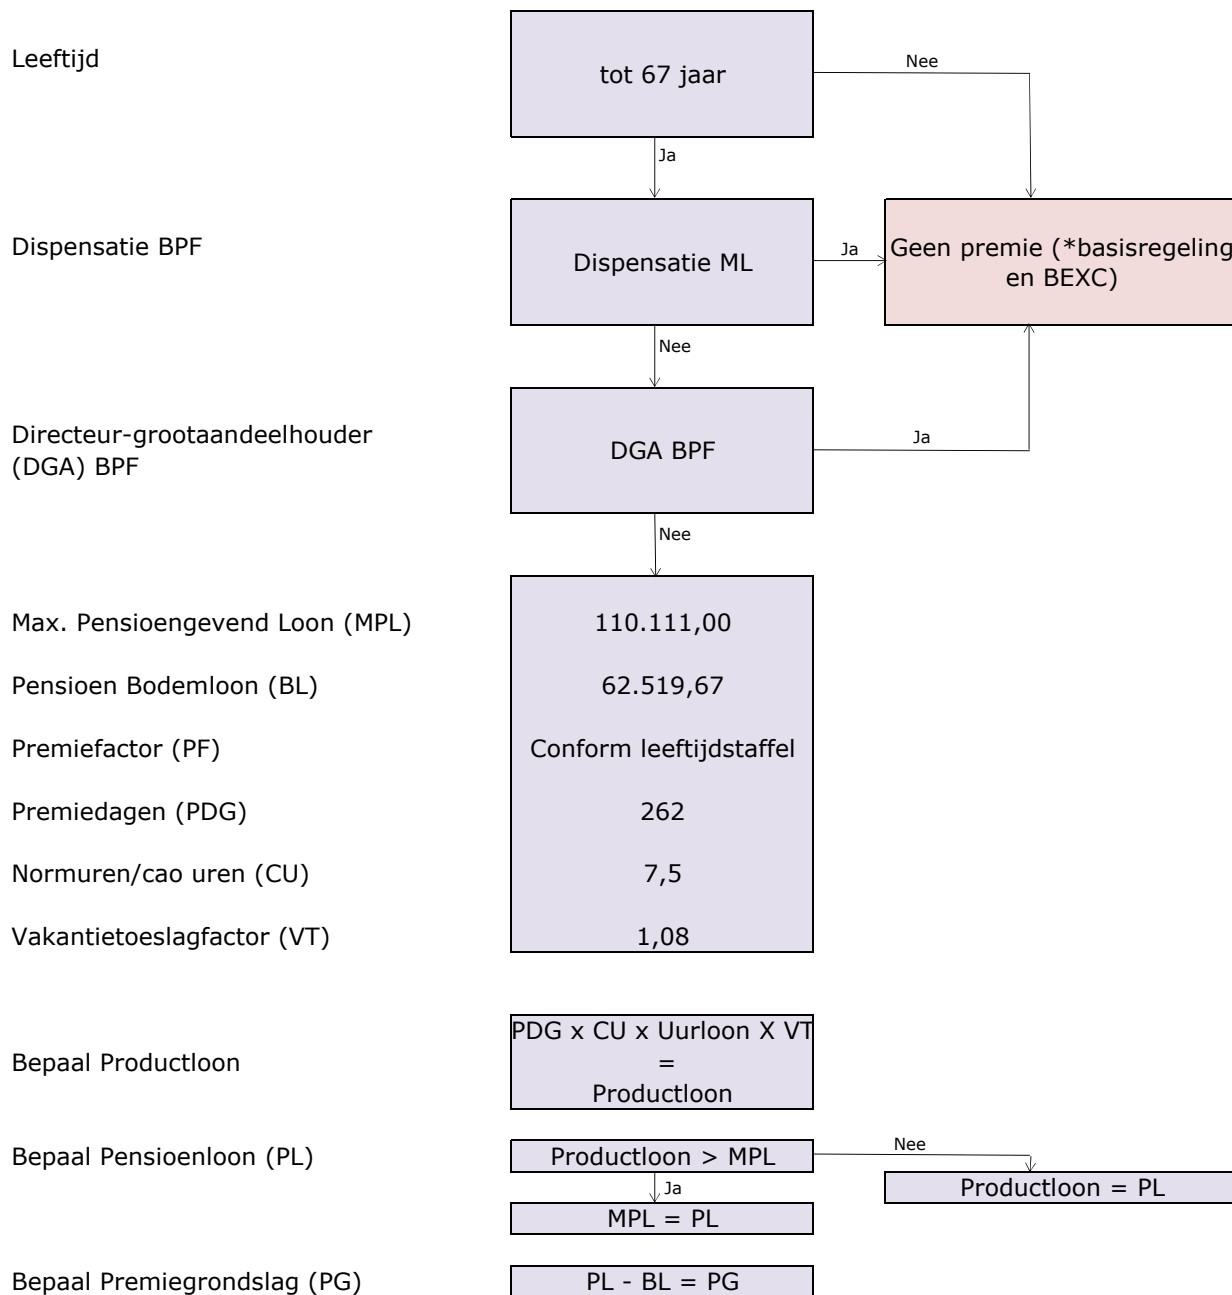 Leeftijd
tot 67 jaar
Nee
Ja
Dispensatie BPF
Dispensatie ML
Ja
Geen premie (*basisregeling
en BEXC)
Nee
Directeur-grootaandeelhouder
(DGA) BPF
DGA BPF
Ja
Nee
Max. Pensioengevend Loon (MPL)
110.111,00
Pensioen Bodemloon (BL)
62.519,67
Premiefactor (PF)
Conform leeftijdstaffel
Premiedagen (PDG)
262
Normuren/cao uren (CU)
7,5
Vakantietoeslagfactor (VT)
1,08
Bepaal Productloon
PDG x CU x Uurloon X VT
=
Productloon
Bepaal Pensioenloon (PL)
Productloon > MPL
Nee
Productloon = PL
Ja
MPL = PL
Bepaal Premiegrondslag (PG)
PL - BL = PG